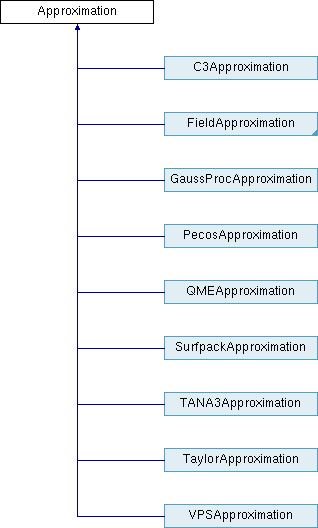 Approximation
C3Approximation
FieldApproximation
GaussProcApproximation
PecosApproximation
QMEApproximation
SurfpackApproximation
TANA3Approximation
TaylorApproximation
VPSApproximation